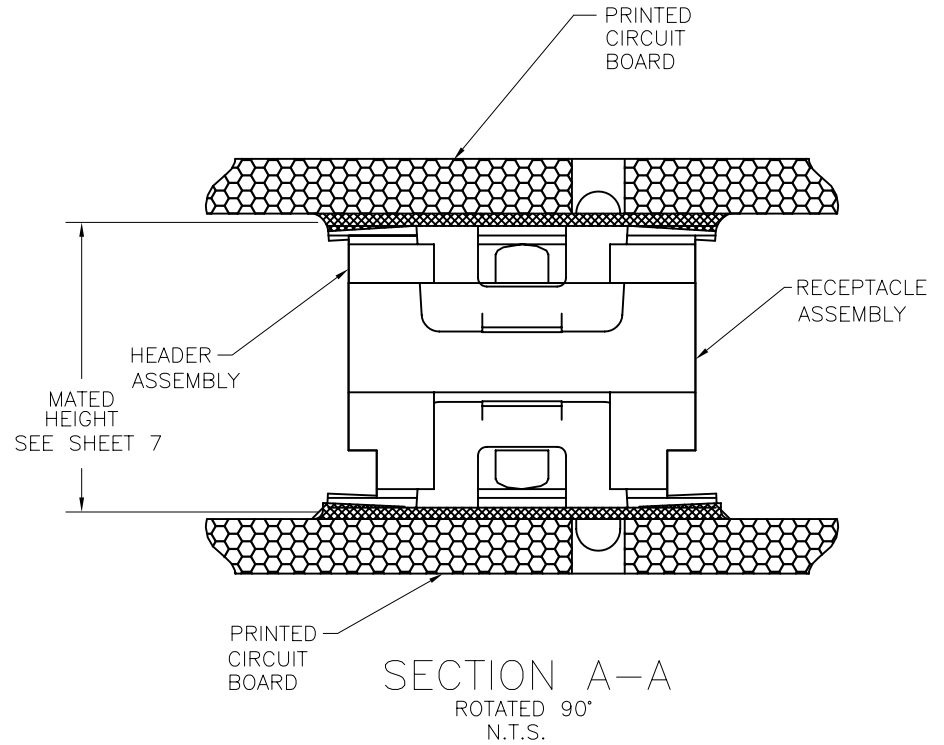 PRINTED
CIRCUIT
BOARD
RECEPTACLE
ASSEMBLY
HEADER
ASSEMBLY
MATED
HEIGHT
SEE SHEET 7
PRINTED
CIRCUIT
BOARD
SECTION A-A
ROTATED 90°
N.T.S.